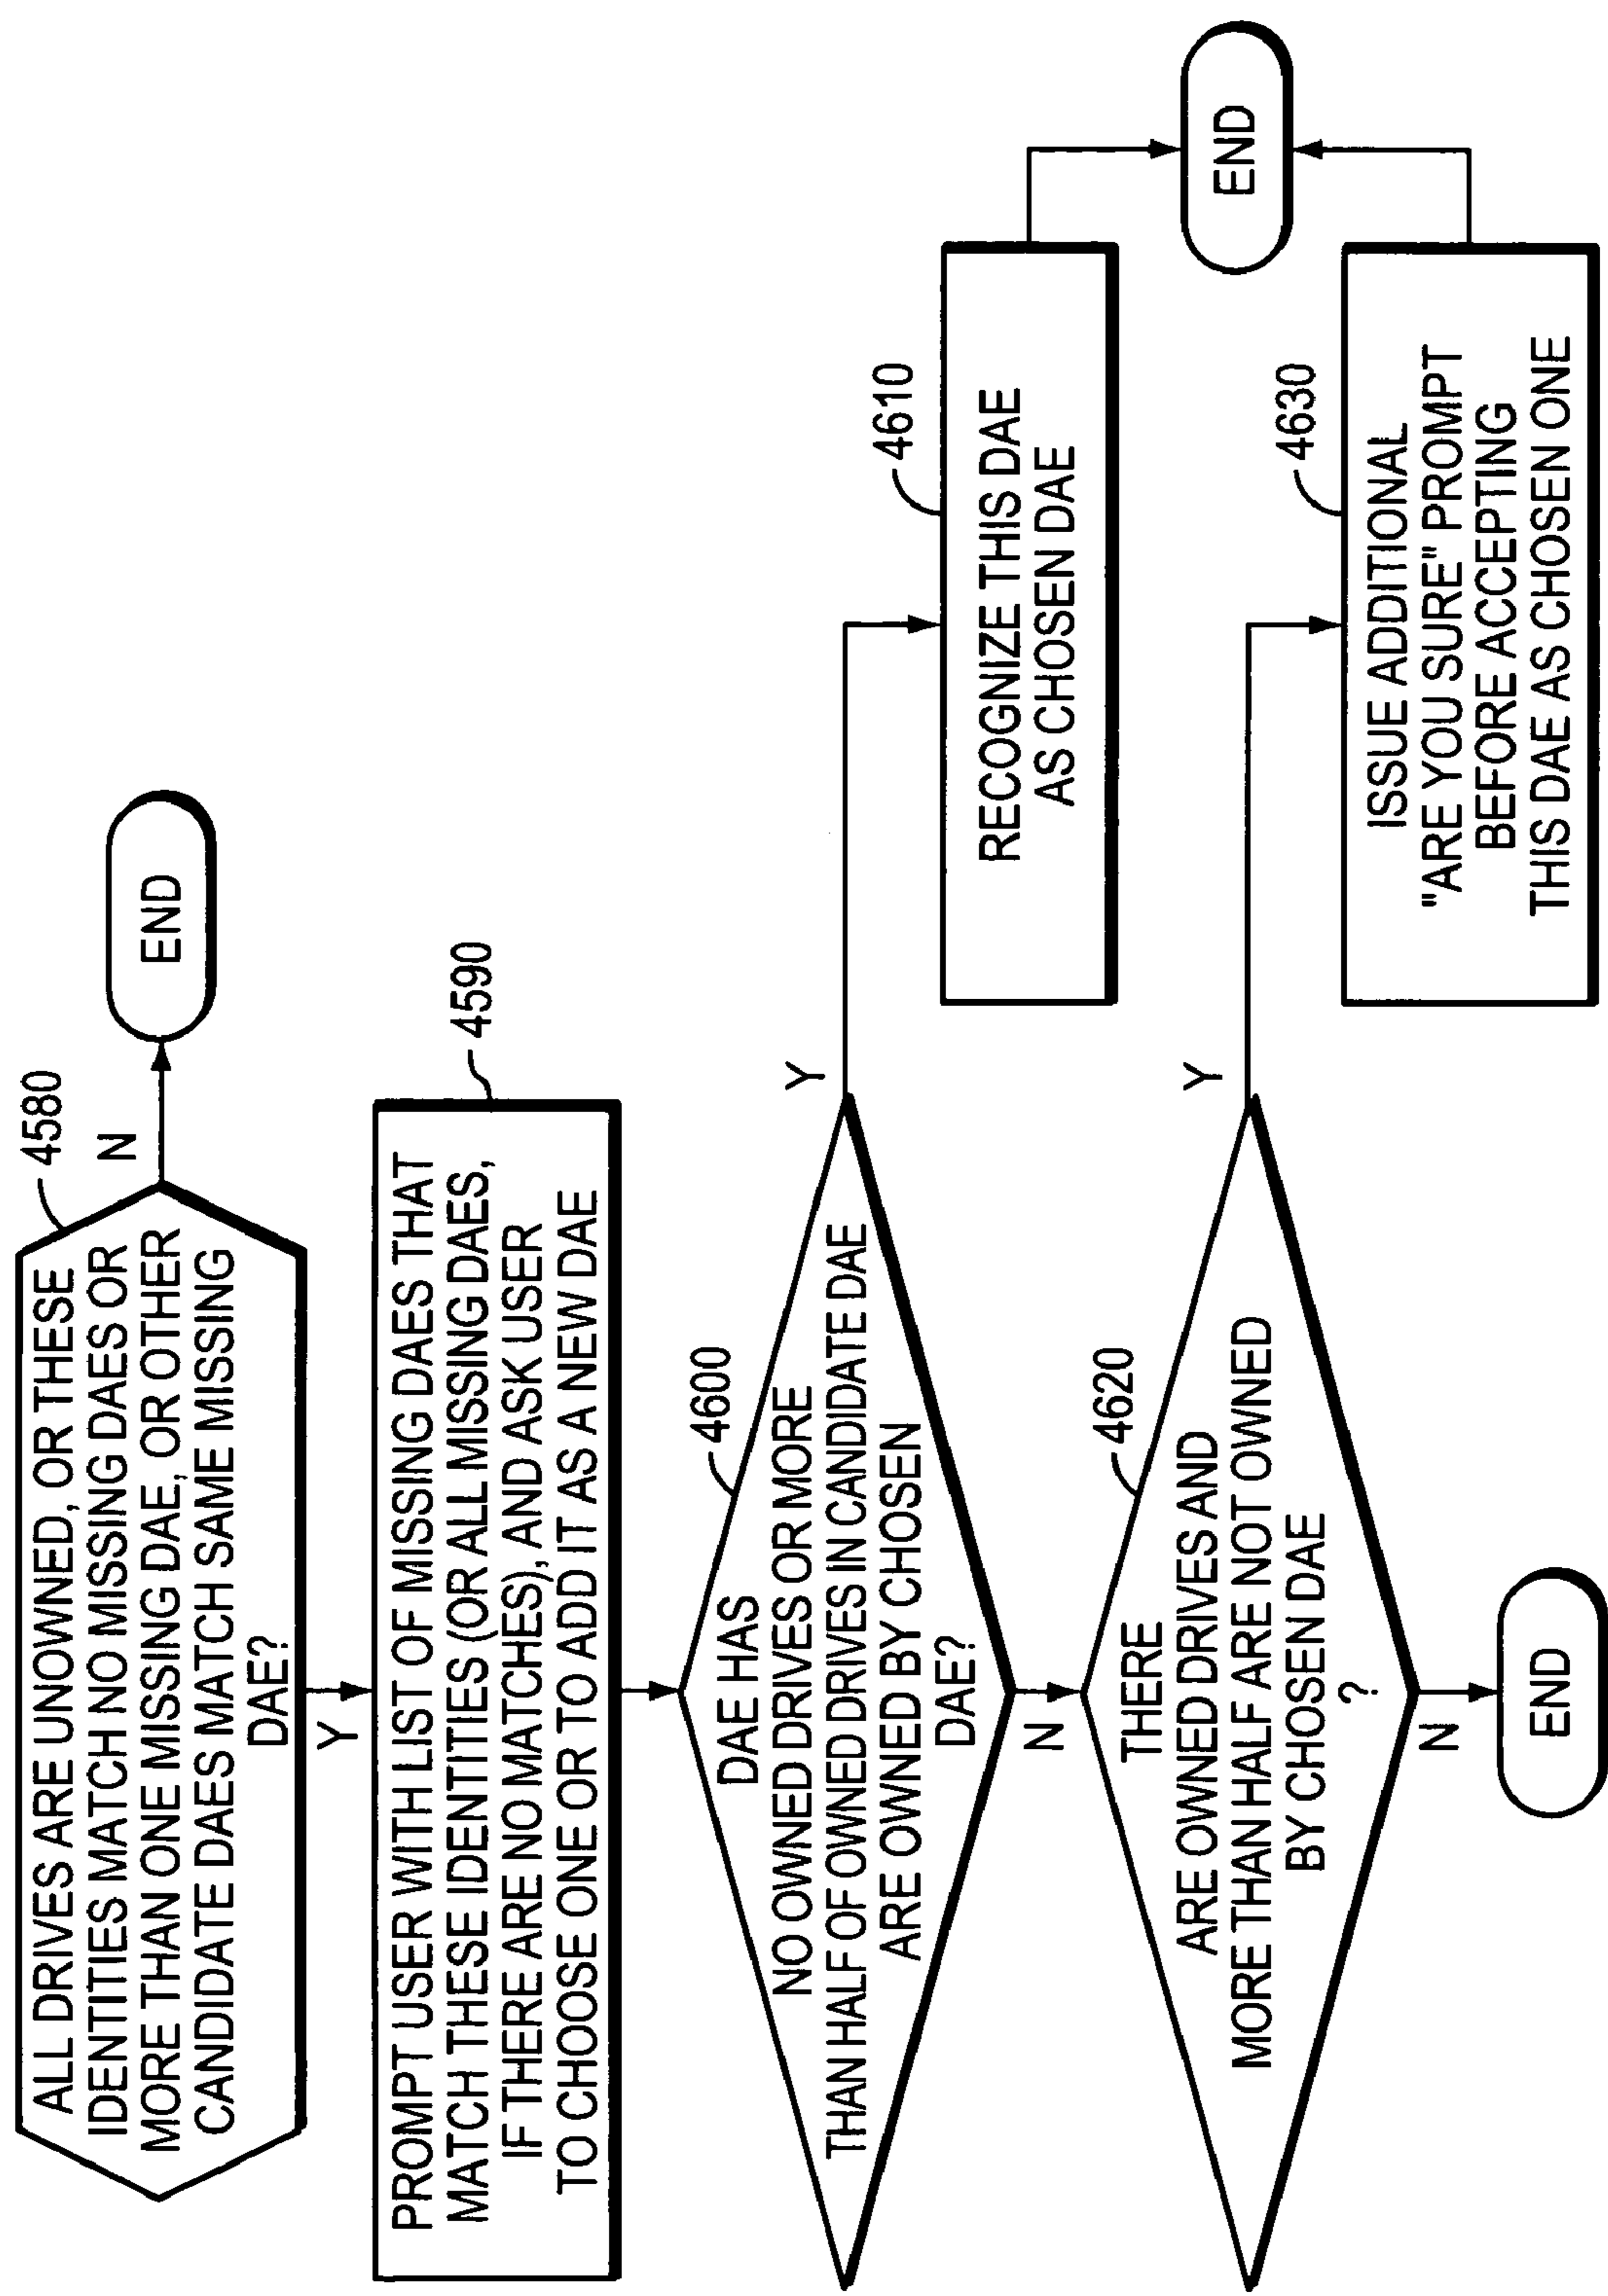 4580
ALL DRIVES ARE UNOWNED, OR THESE
IDENTITIES MATCH NO MISSING DAES OR
MORE THAN ONE MISSING DAE, OR OTHER
CANDIDATE DAES MATCH SAME MISSING
DAE?
N
END
Y
4590
PROMPT USER WITH LIST OF MISSING DAES THAT
MATCH THESE IDENTITIES (OR ALL MISSING DAES,
IF THERE ARE NO MATCHES), AND ASK USER
TO CHOOSE ONE OR TO ADD IT AS A NEW DAE
4600
DAE HAS
NO OWNED DRIVES OR MORE
THAN HALF OF OWNED DRIVES IN CANDIDATE DAE
ARE OWNED BY CHOSEN
DAE?
Y
4610
RECOGNIZE THIS DAE
AS CHOSEN DAE
N
4620
THERE
ARE OWNED DRIVES AND
MORE THAN HALF ARE NOT OWNED
BY CHOSEN DAE
?
Y
4630
ISSUE ADDITIONAL
"ARE YOU SURE" PROMPT
BEFORE ACCEPTING
THIS DAE AS CHOSEN ONE
END
N
END